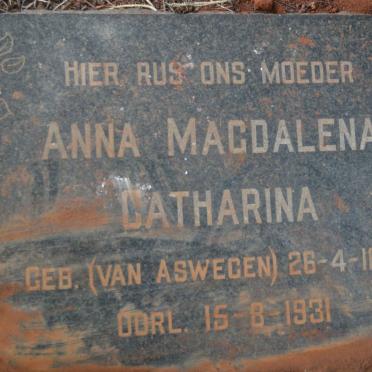 HIER RUS ONS MOEDER
ANNA MAGDALENA
CATHARINA
GEB. (VAN ASWEGEN) 26-4-1
OORL. 15-8-1931